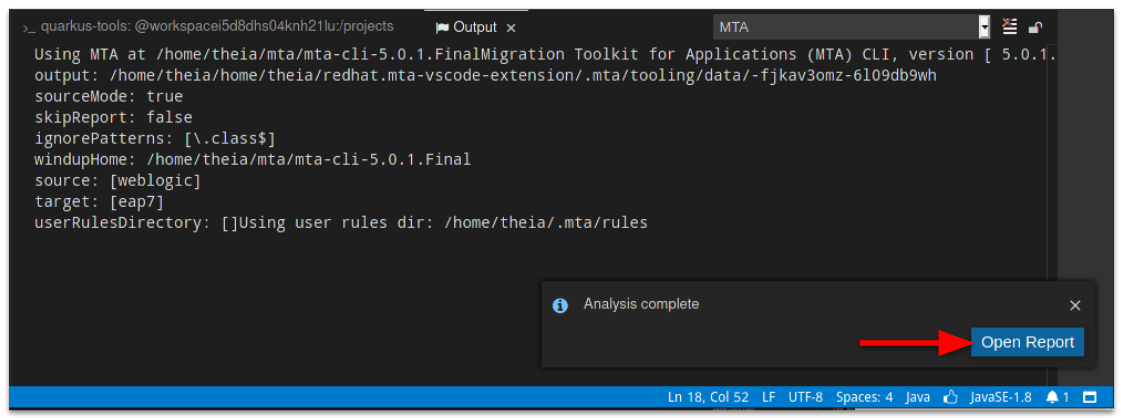 >_ quarkus-tools: @workspacei5d8dhs04knh21lu:/projects
Output ×
MTA
Using MTA at /home/theia/mta/mta-cli-5.0.1.FinalMigration Toolkit for Applications (MTA) CLI, version [ 5.0.1.
output: /home/theia/home/theia/redhat.mta-vscode-extension/.mta/tooling/data/-fjkav3omz-6l09db9wh
sourceMode: true
skipReport: false
ignorePatterns: [\.class$]
windupHome: /home/theia/mta/mta-cli-5.0.1.Final
source: [weblogic]
target: [eap7]
userRulesDirectory: []Using user rules dir: /home/theia/.mta/rules
Analysis complete
Open Report
Ln 18, Col 52 LF UTF-8 Spaces: 4 Java JavaSE-1.8 1